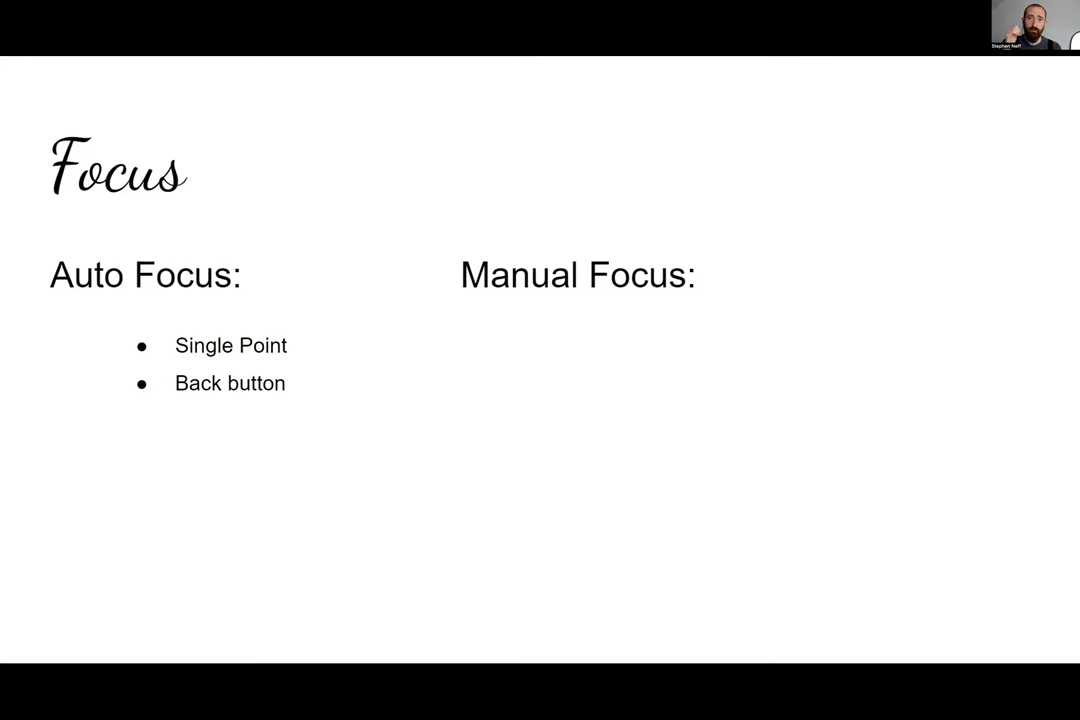 Stephen Neff
Focus
Auto Focus:
Manual Focus:
● Single Point
● Back button